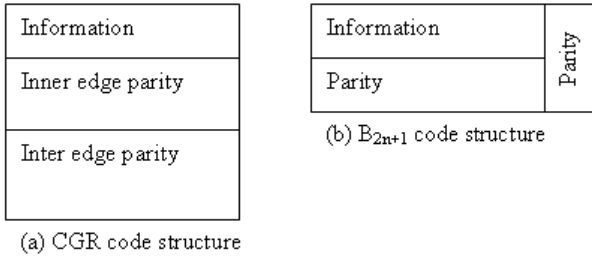 Information
Inner edge parity
Inter edge parity
(a) CGR code structure
Information
Parity
Parity
(b) B2n+1 code structure